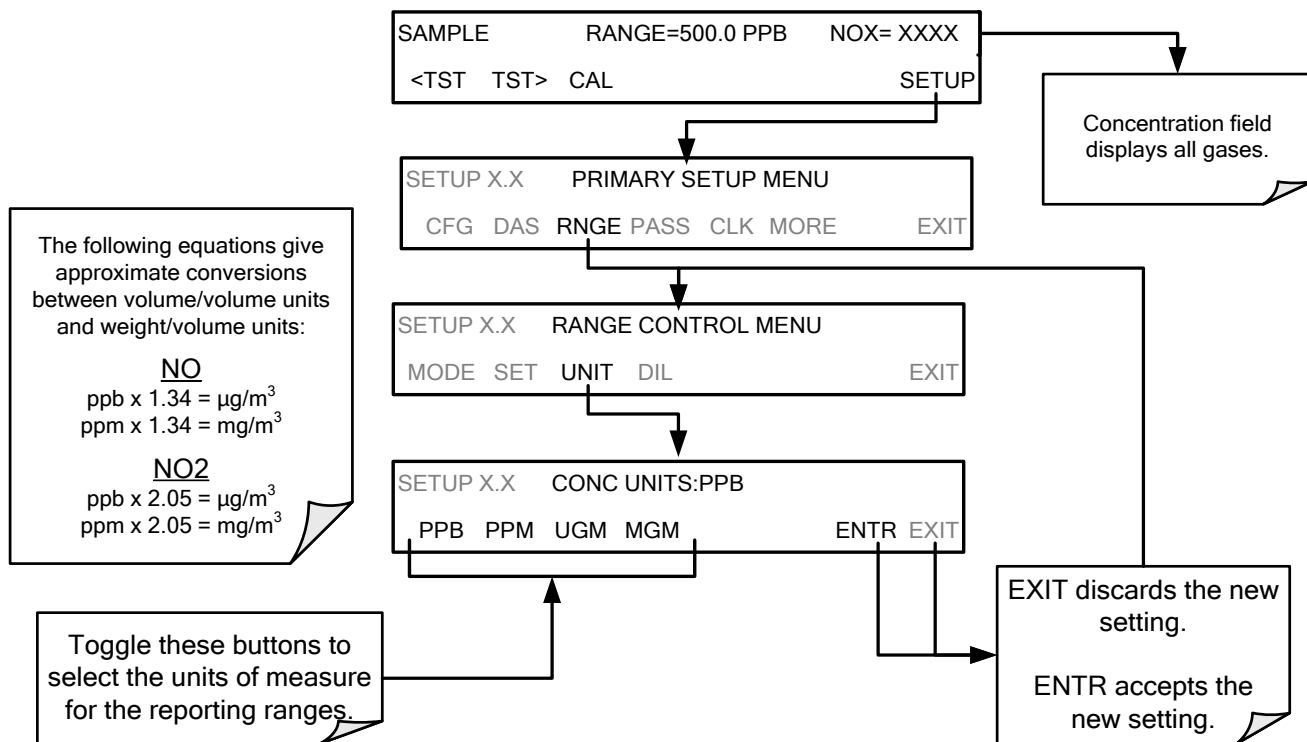 SAMPLE RANGE=500.0 PPB NOX= XXXX
<TST TST> CAL SETUP
Concentration field
displays all gases.
SETUP X.X PRIMARY SETUP MENU
CFG DAS RNGE PASS CLK MORE EXIT
The following equations give
approximate conversions
between volume/volume units
and weight/volume units:
NO
ppb x 1.34 = µg/m³
ppm x 1.34 = mg/m³
NO2
ppb x 2.05 = µg/m³
ppm x 2.05 = mg/m³
SETUP X.X RANGE CONTROL MENU
MODE SET UNIT DIL EXIT
SETUP X.X CONC UNITS:PPB
PPB PPM UGM MGM ENTR EXIT
Toggle these buttons to
select the units of measure
for the reporting ranges.
EXIT discards the new
setting.
ENTR accepts the
new setting.